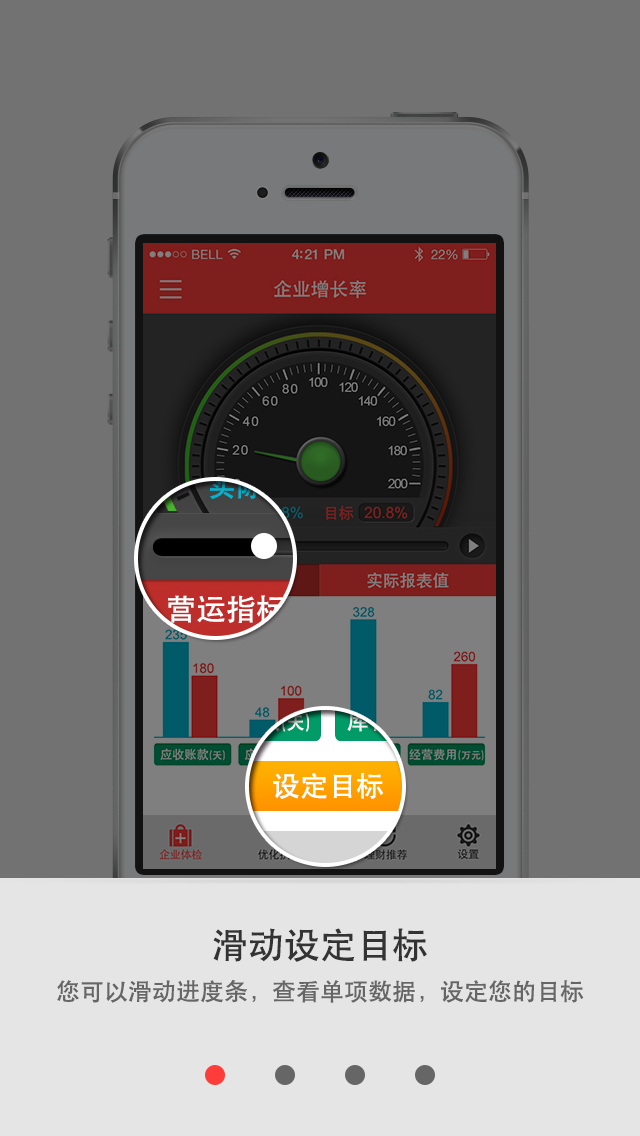 BELL 4:21 PM 22%
企业增长率
20 40 60 80 100 120 140 160 180 200
实际
8% 目标 20.8%
营运指标 实际报表值
235 180 48 100 328 82 260
应收账款(天) 经营费用(万元)
设定目标
企业体检 优化 理财推荐 设置
滑动设定目标
您可以滑动进度条，查看单项数据，设定您的目标